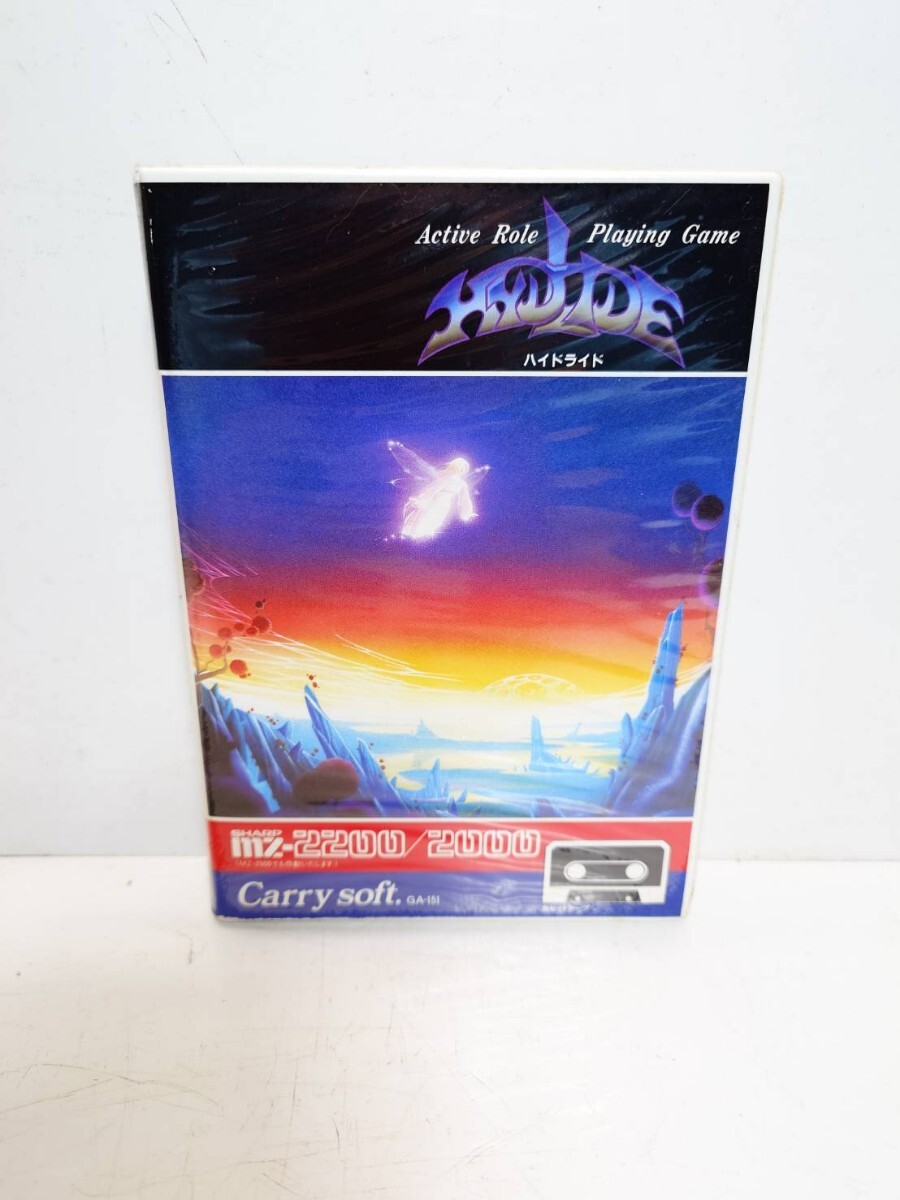 Active Role Playing Game
HYDLIDE
ハイドライド
SHARP
mz-2200/2000
Carry soft. GA-151